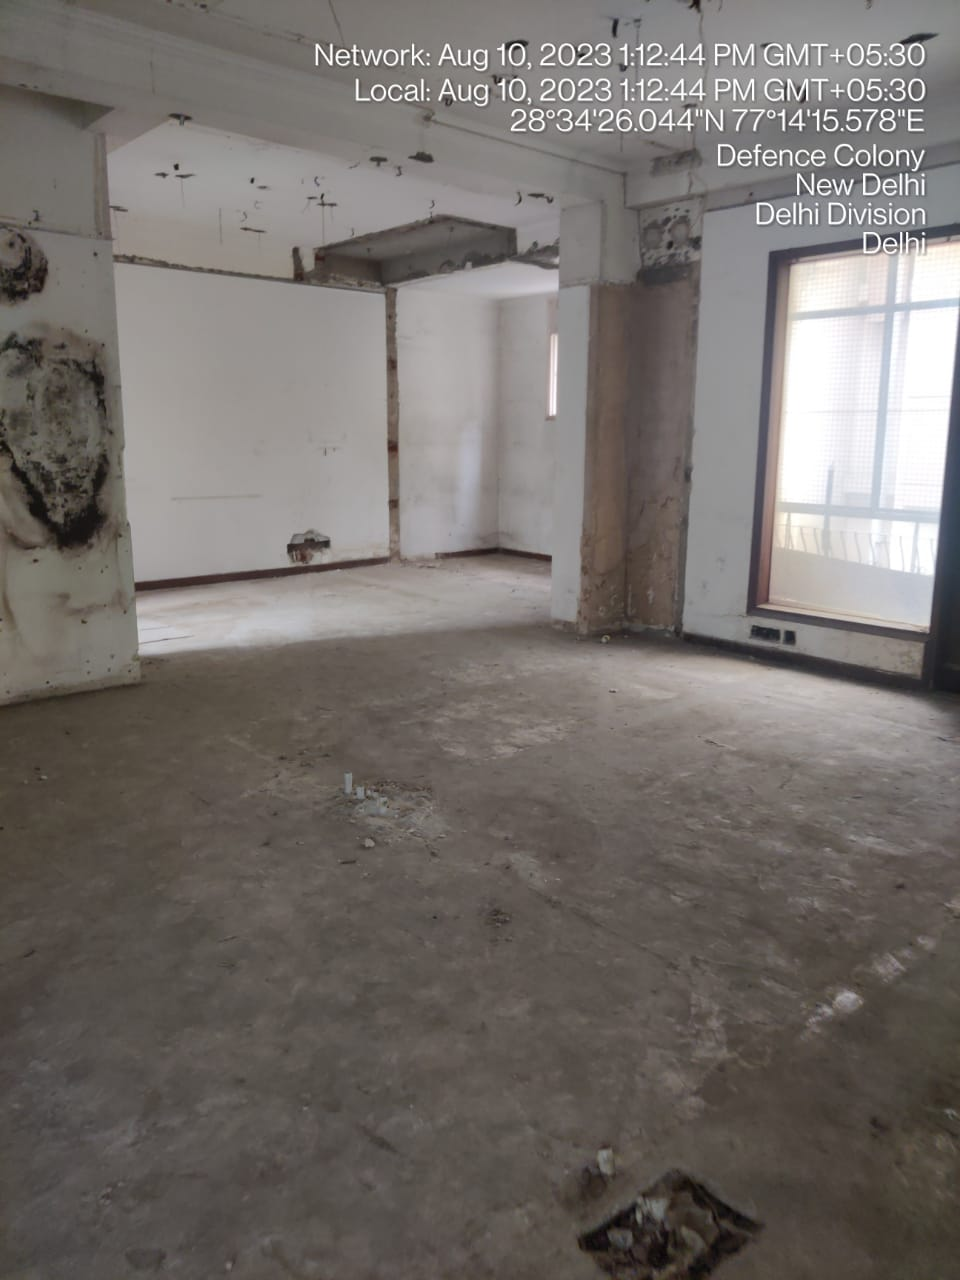 Network: Aug 10, 2023 1:12:44 PM GMT+05:30
Local: Aug 10, 2023 1:12:44 PM GMT+05:30
28°34'26.044"N 77°14'15.578"E
Defence Colony
New Delhi
Delhi Division
Delhi